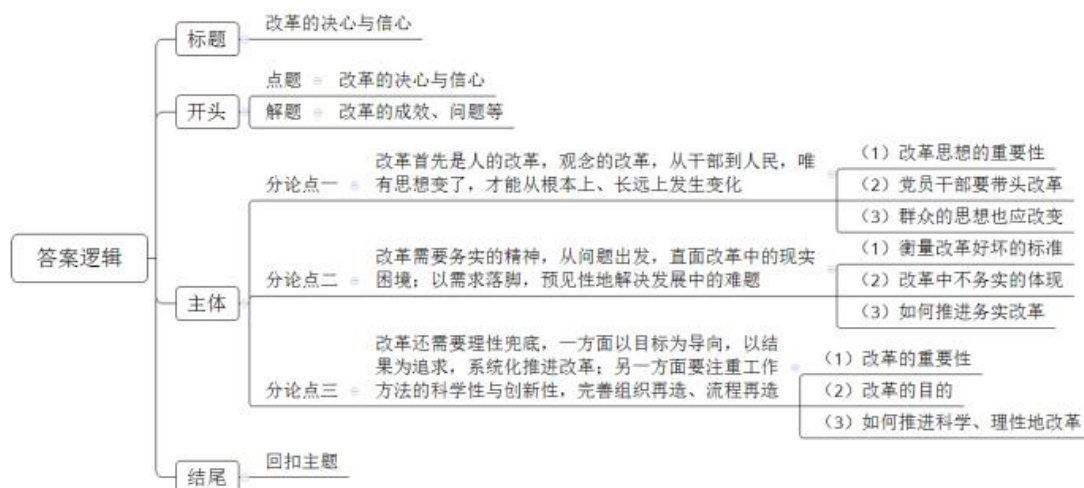 答案逻辑
标题
改革的决心与信心
开头
点题 改革的决心与信心
解题 改革的成效、问题等
主体
分论点一
改革首先是人的改革，观念的改革，从干部到人民，唯
有思想变了，才能从根本上、长远上发生变化
（1）改革思想的重要性
（2）党员干部要带头改革
（3）群众的思想也应改变
分论点二
改革需要务实的精神，从问题出发，直面改革中的现实
困境；以需求落脚，预见性地解决发展中的难题
（1）衡量改革好坏的标准
（2）改革中不务实的体现
（3）如何推进务实改革
分论点三
改革还需要理性兜底，一方面以目标为导向，以结
果为追求，系统化推进改革；另一方面要注重工作
方法的科学性与创新性，完善组织再造、流程再造
（1）改革的重要性
（2）改革的目的
（3）如何推进科学、理性地改革
结尾
回扣主题